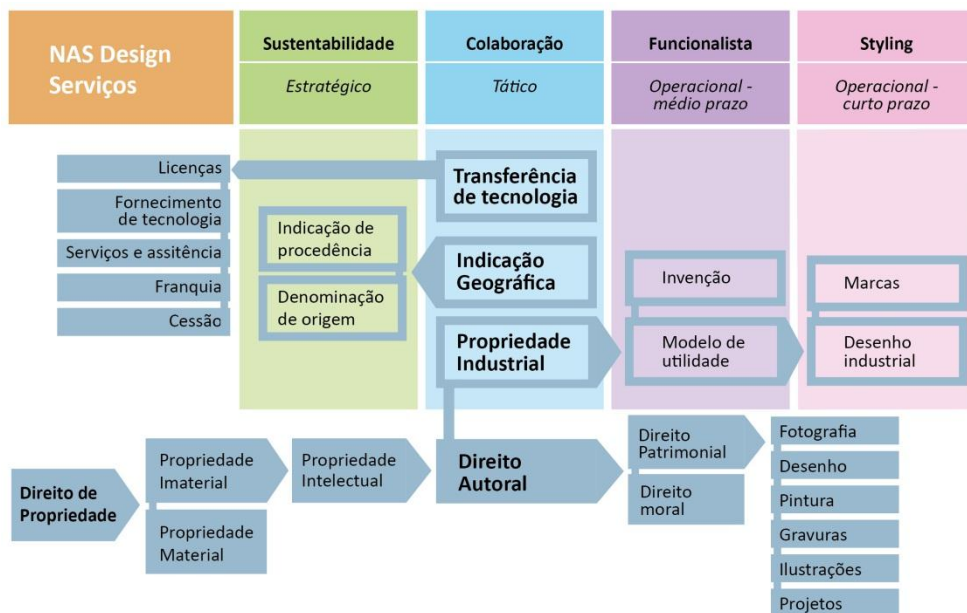 NAS Design
Serviços
Sustentabilidade
Estratégico
Colaboração
Tático
Funcionalista
Operacional -
médio prazo
Styling
Operacional -
curto prazo
Licenças
Fornecimento
de tecnologia
Serviços e assitência
Franquia
Cessão
Transferência
de tecnologia
Indicação de
procedência
Denominação
de origem
Indicação
Geográfica
Propriedade
Industrial
Invenção
Modelo de
utilidade
Marcas
Desenho
industrial
Direito de
Propriedade
Propriedade
Imaterial
Propriedade
Material
Propriedade
Intelectual
Direito
Autoral
Direito
Patrimonial
Direito
moral
Fotografia
Desenho
Pintura
Gravuras
Ilustrações
Projetos